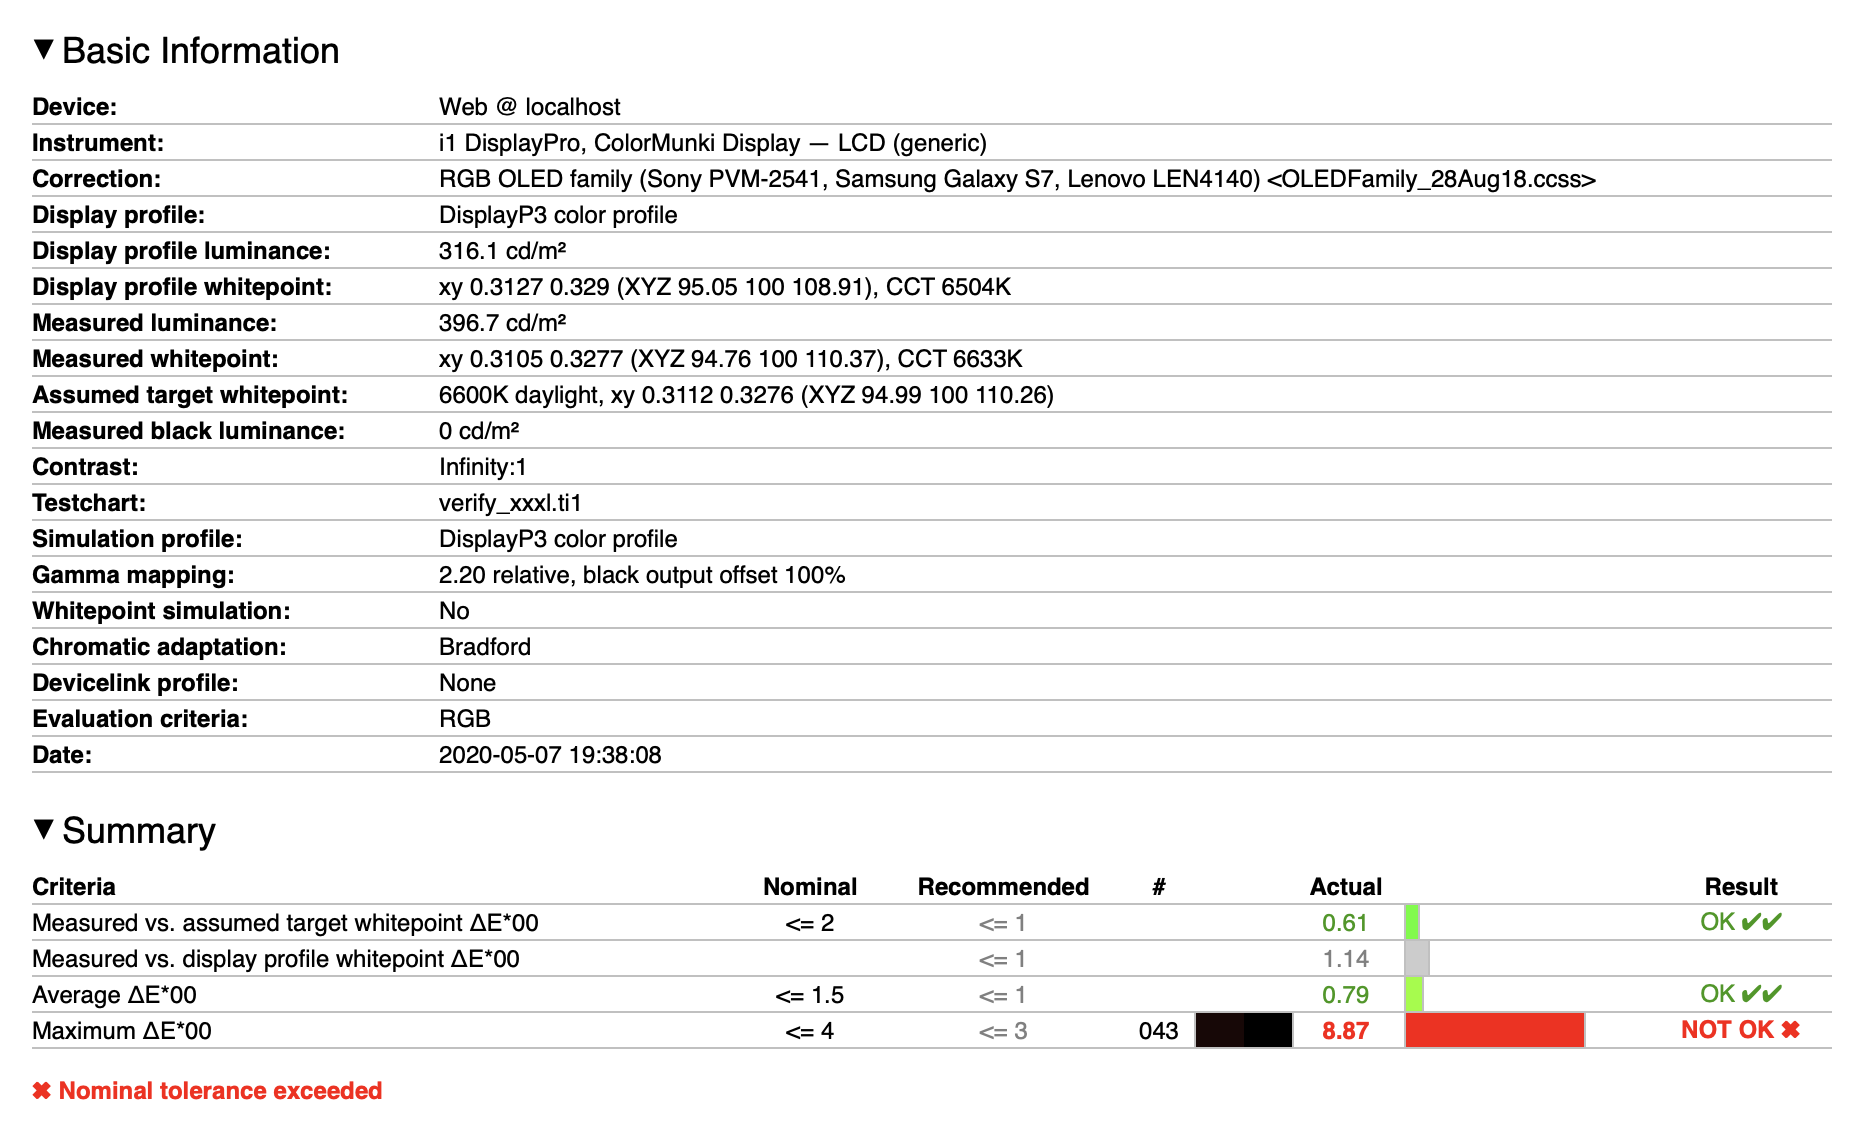 ▼ Basic Information
Device: Web @ localhost
Instrument: i1 DisplayPro, ColorMunki Display — LCD (generic)
Correction: RGB OLED family (Sony PVM-2541, Samsung Galaxy S7, Lenovo LEN4140) <OLEDFamily_28Aug18.ccss>
Display profile: DisplayP3 color profile
Display profile luminance: 316.1 cd/m²
Display profile whitepoint: xy 0.3127 0.329 (XYZ 95.05 100 108.91), CCT 6504K
Measured luminance: 396.7 cd/m²
Measured whitepoint: xy 0.3105 0.3277 (XYZ 94.76 100 110.37), CCT 6633K
Assumed target whitepoint: 6600K daylight, xy 0.3112 0.3276 (XYZ 94.99 100 110.26)
Measured black luminance: 0 cd/m²
Contrast: Infinity:1
Testchart: verify_xxxl.ti1
Simulation profile: DisplayP3 color profile
Gamma mapping: 2.20 relative, black output offset 100%
Whitepoint simulation: No
Chromatic adaptation: Bradford
Devicelink profile: None
Evaluation criteria: RGB
Date: 2020-05-07 19:38:08
▼ Summary
Criteria Nominal Recommended # Actual Result
Measured vs. assumed target whitepoint ΔE*00 <= 2 <= 1 0.61 OK ✔✔
Measured vs. display profile whitepoint ΔE*00 <= 1 1.14
Average ΔE*00 <= 1.5 <= 1 0.79 OK ✔✔
Maximum ΔE*00 <= 4 <= 3 043 8.87 NOT OK ✖
✖ Nominal tolerance exceeded